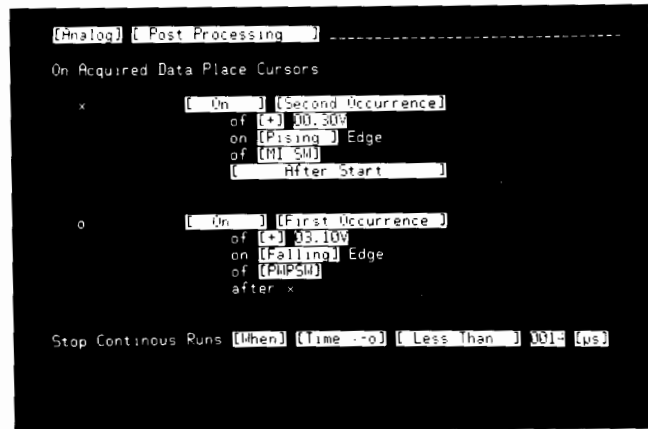 [Analog] [ Post Processing ]
On Acquired Data Place Cursors
x [ On ] [Second Occurrence]
of [+] 00.30V
on [Rising ] Edge
of [MI SW]
[ After Start ]
o [ On ] [First Occurrence ]
of [+] 03.10V
on [Falling] Edge
of [PWPSW]
after x
Stop Continous Runs [When] [Time x-o] [ Less Than ] [µs]